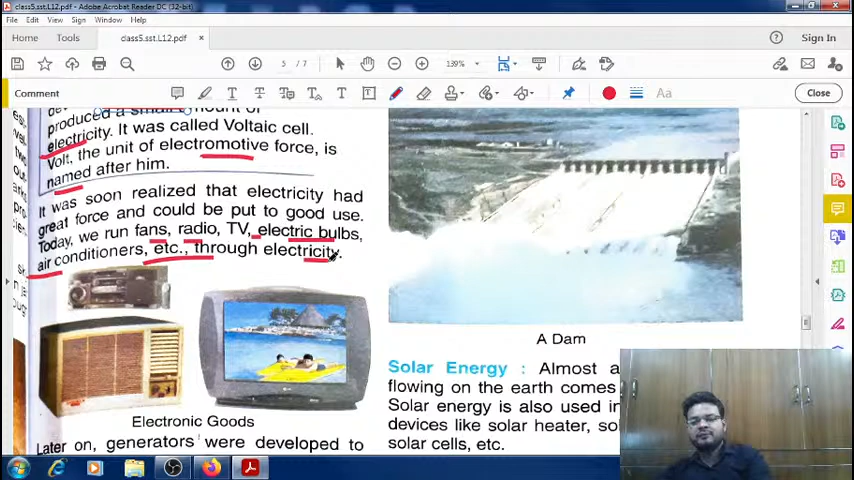 class5.sst.L12.pdf - Adobe Acrobat Reader DC (32-bit)
File Edit View Sign Window Help
Home Tools class5.sst.L12.pdf × Sign In
5 / 7 139%
Comment Close
produced a small amount of
electricity. It was called Voltaic cell.
Volt, the unit of electromotive force, is
named after him.
It was soon realized that electricity had
great force and could be put to good use.
Today, we run fans, radio, TV, electric bulbs,
air conditioners, etc., through electricity.
Electronic Goods
Later on, generators were developed to
A Dam
Solar Energy : Almost a
flowing on the earth comes
Solar energy is also used in
devices like solar heater, so
solar cells, etc.